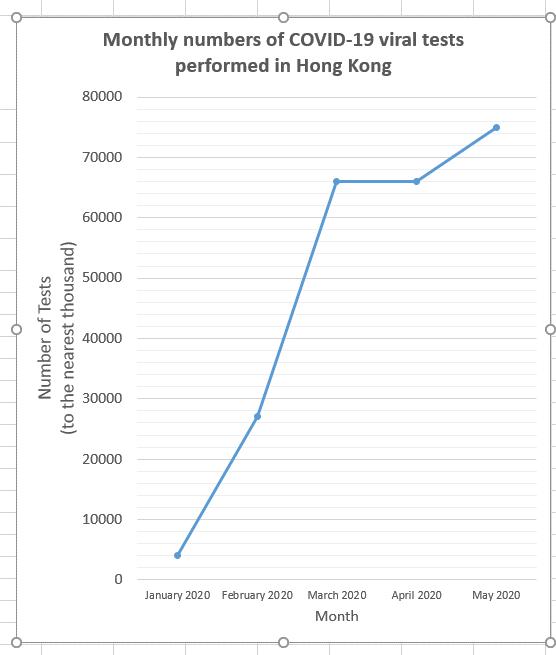 Monthly numbers of COVID-19 viral tests
performed in Hong Kong
80000
70000
60000
50000
40000
30000
20000
10000
0
Number of Tests
(to the nearest thousand)
January 2020 February 2020 March 2020 April 2020 May 2020
Month